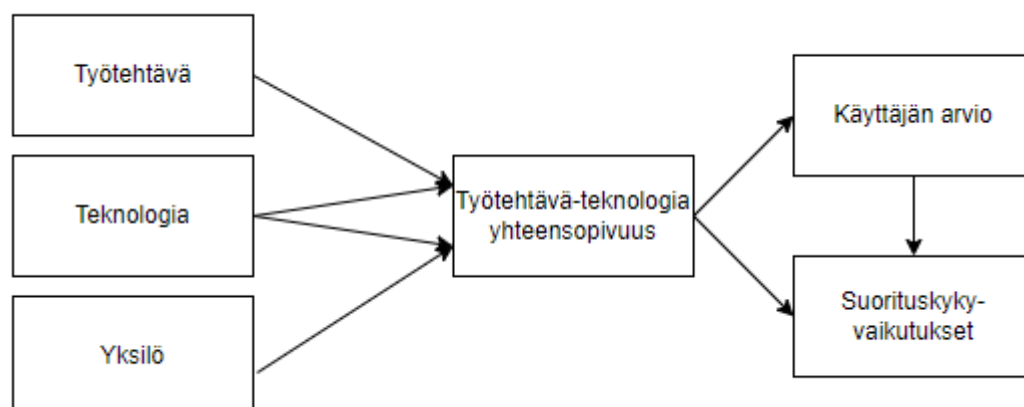 Työtehtävä
Teknologia
Yksilö
Työtehtävä-teknologia
yhteensopivuus
Käyttäjän arvio
Suorituskyky-
vaikutukset